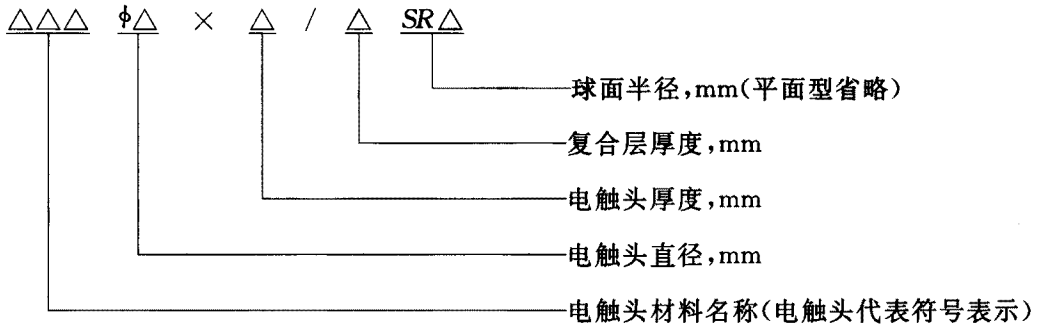 △△△ φ△ × △ / △ SR△
球面半径,mm(平面型省略)
复合层厚度,mm
电触头厚度,mm
电触头直径,mm
电触头材料名称(电触头代表符号表示)